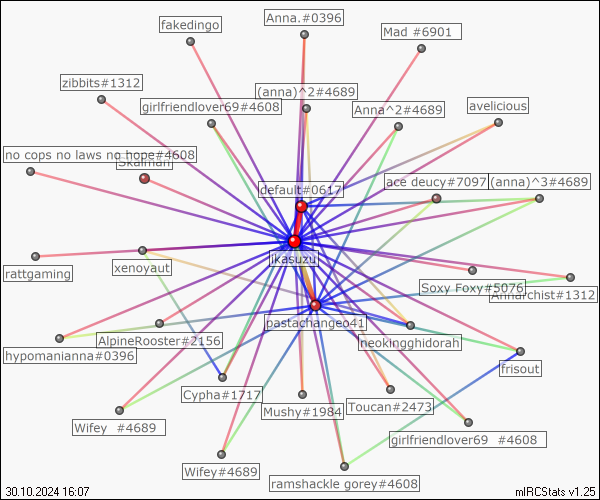 Anna.#0396
fakedingo
Mad #6901
zibbits#1312
(anna)^2#4689
girlfriendlover69#4608
Anna^2#4689
avelicious
no cops no laws no hope#4608
Skulman
default#0617
ace deucy#7097
(anna)^3#4689
ikasuzu
rattgaming
xenoyaut
Soxy Foxy#5076
Annarchist#1312
pastachangeo41
AlpineRooster#2156
neokingghidorah
hypomanianna#0396
frisout
Cypha#1717
Mushy#1984
Toucan#2473
Wifey #4689
girlfriendlover69 #4608
Wifey#4689
ramshackle gorey#4608
30.10.2024 16:07
mIRCStats v1.25